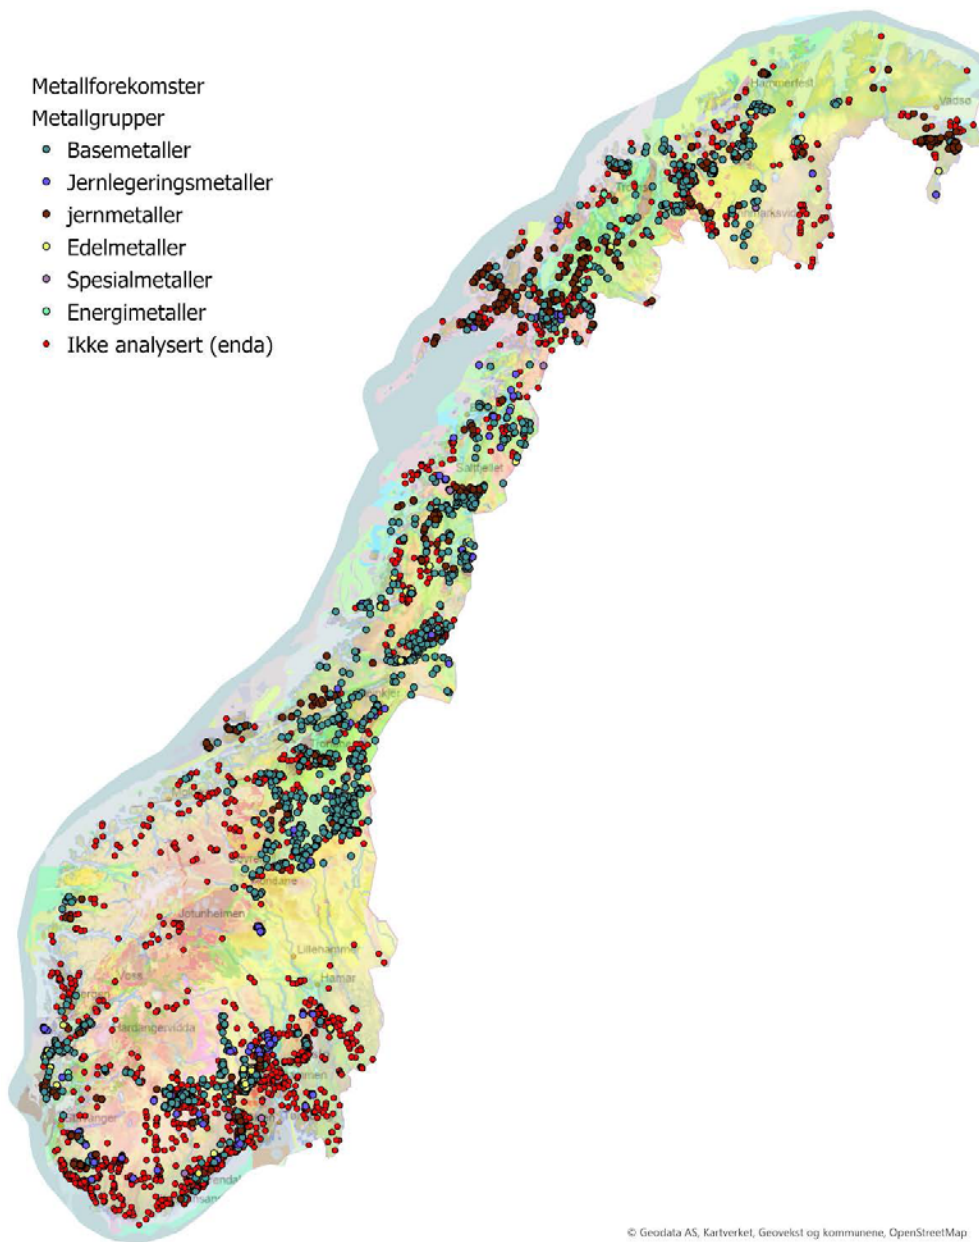 Metallforekomster
Metallgrupper
Basemetaller
Jernlegeringsmetaller
jernmetaller
Edelmetaller
Spesialmetaller
Energimetaller
Ikke analysert (enda)
Hammerfest
Vadsø
Saltfjellet
Jotunheimen
Lillehammer
Hamar
Voss
Hardangervidda
© Geodata AS, Kartverket, Geovekst og kommunene, OpenStreetMap